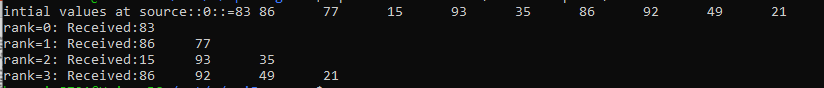 intial values at source::0::=83 86 77 15 93 35 86 92 49 21
rank=0: Received:83
rank=1: Received:86 77
rank=2: Received:15 93 35
rank=3: Received:86 92 49 21